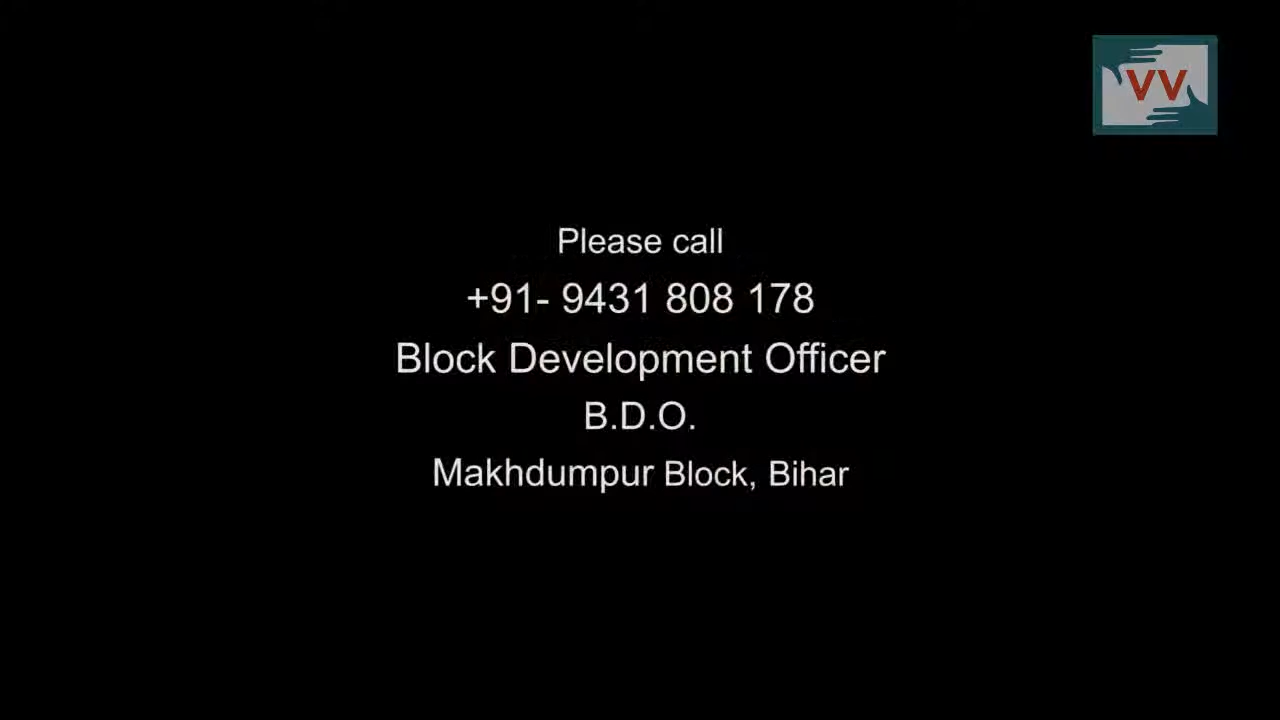 VV
Please call
+91- 9431 808 178
Block Development Officer
B.D.O.
Makhdumpur Block, Bihar